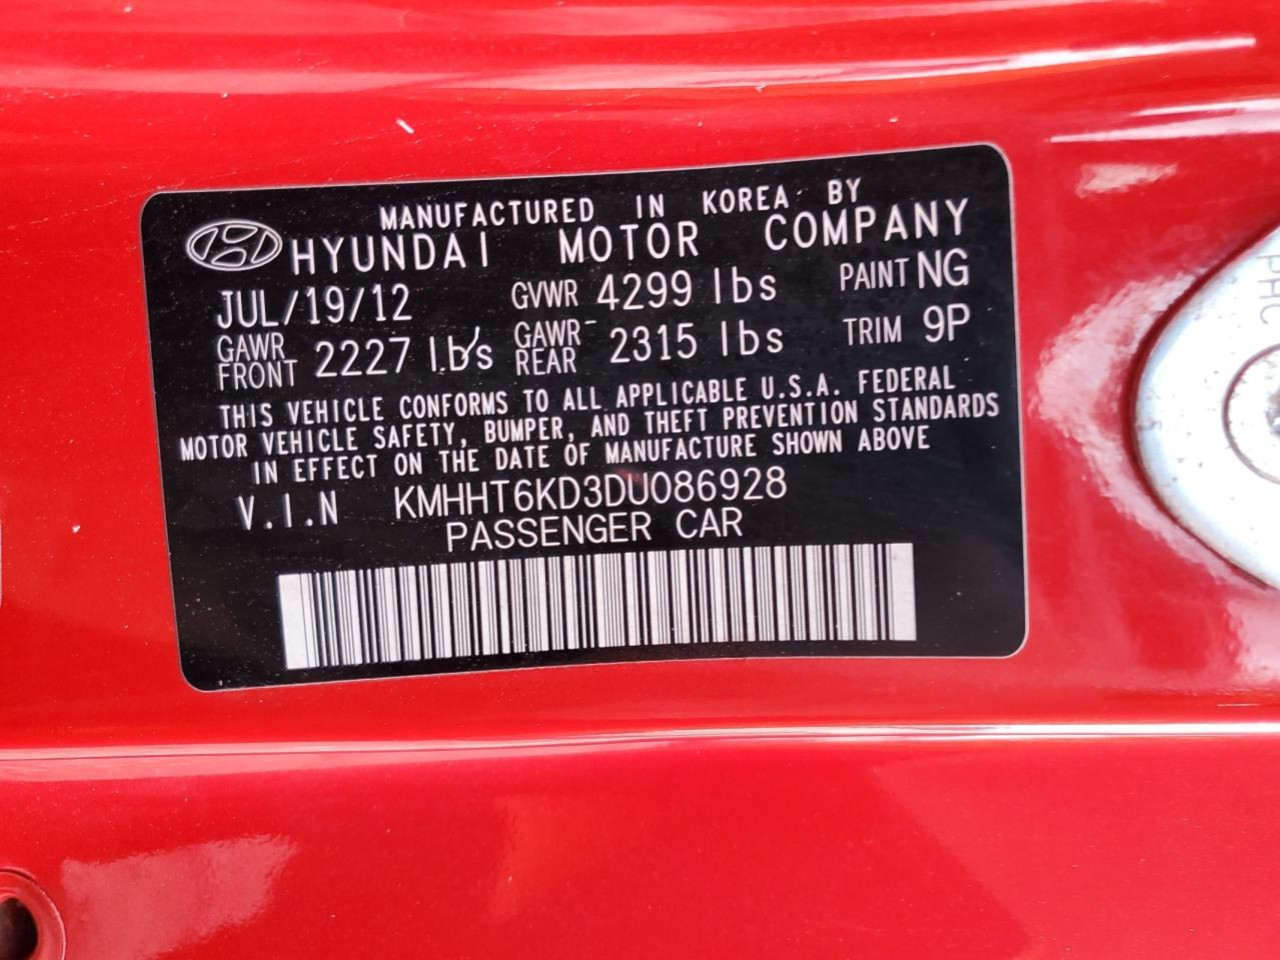 MANUFACTURED IN KOREA BY
HYUNDAI MOTOR COMPANY
JUL/19/12 GVWR 4299 lbs PAINT NG
GAWR FRONT 2227 lbs GAWR REAR 2315 lbs TRIM 9P
THIS VEHICLE CONFORMS TO ALL APPLICABLE U.S.A. FEDERAL
MOTOR VEHICLE SAFETY, BUMPER, AND THEFT PREVENTION STANDARDS
IN EFFECT ON THE DATE OF MANUFACTURE SHOWN ABOVE
V.I.N KMHHT6KD3DU086928
PASSENGER CAR